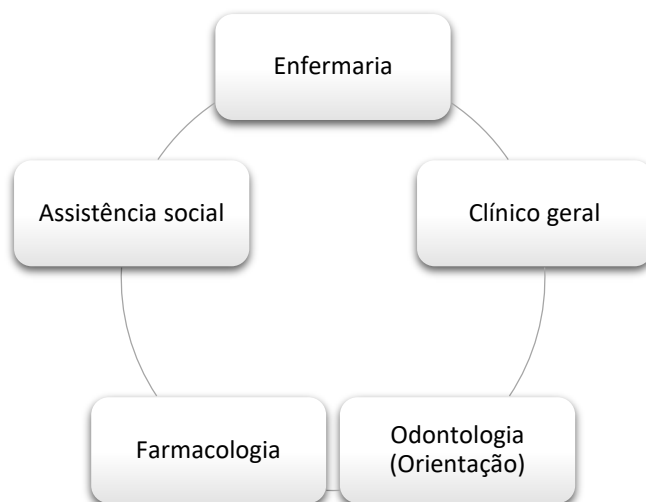 Enfermaria
Assistência social
Clínico geral
Farmacologia
Odontologia
(Orientação)